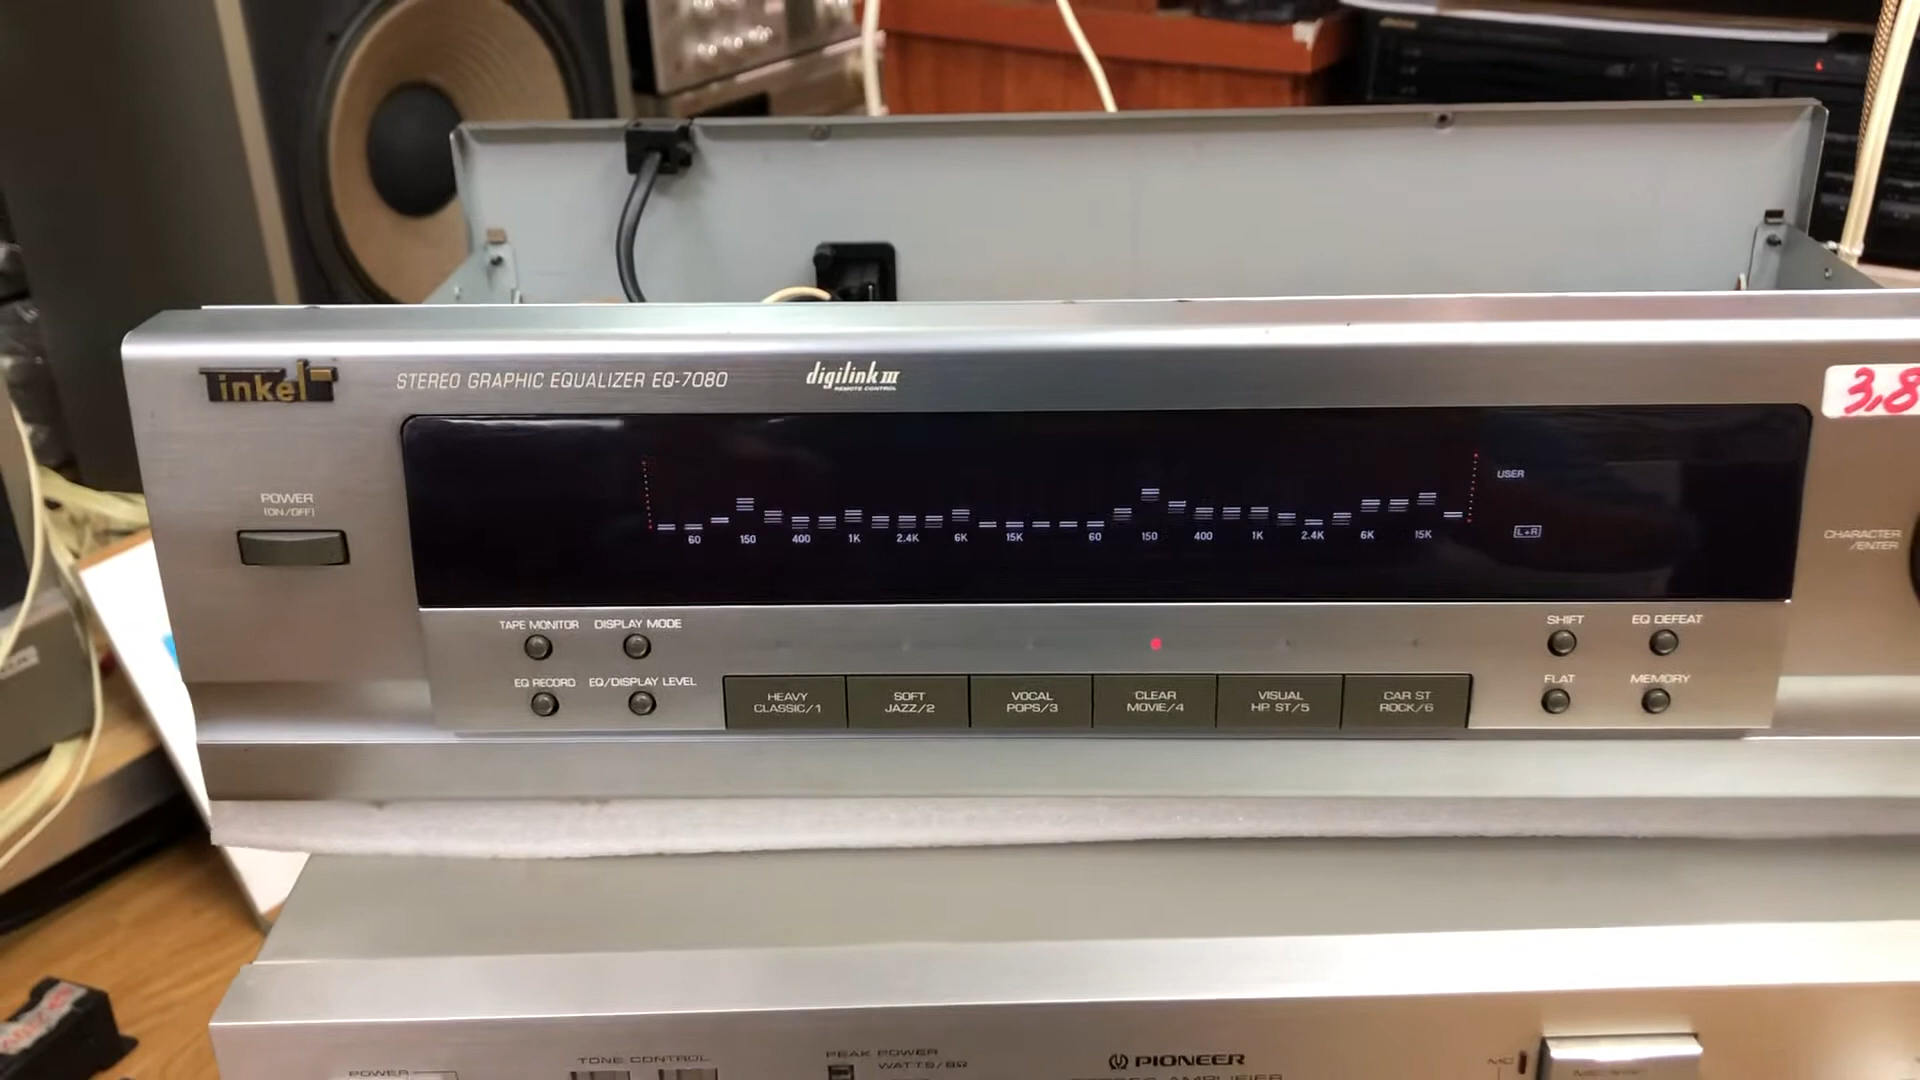 inkel
STEREO GRAPHIC EQUALIZER EQ-7080
digilink III
REMOTE CONTROL
3,8
POWER
(ON/OFF)
USER
60 150 400 1K 2.4K 6K 15K 60 150 400 1K 2.4K 6K 15K
L+R
CHARACTER
/ENTER
TAPE MONITOR
DISPLAY MODE
EQ RECORD
EQ/DISPLAY LEVEL
HEAVY
CLASSIC/1
SOFT
JAZZ/2
VOCAL
POPS/3
CLEAR
MOVIE/4
VISUAL
HP. ST/5
CAR ST
ROCK/6
SHIFT
EQ DEFEAT
FLAT
MEMORY
POWER
TONE CONTROL
PEAK POWER
WATTS/8Ω
PIONEER
AMPLIFIER
MC